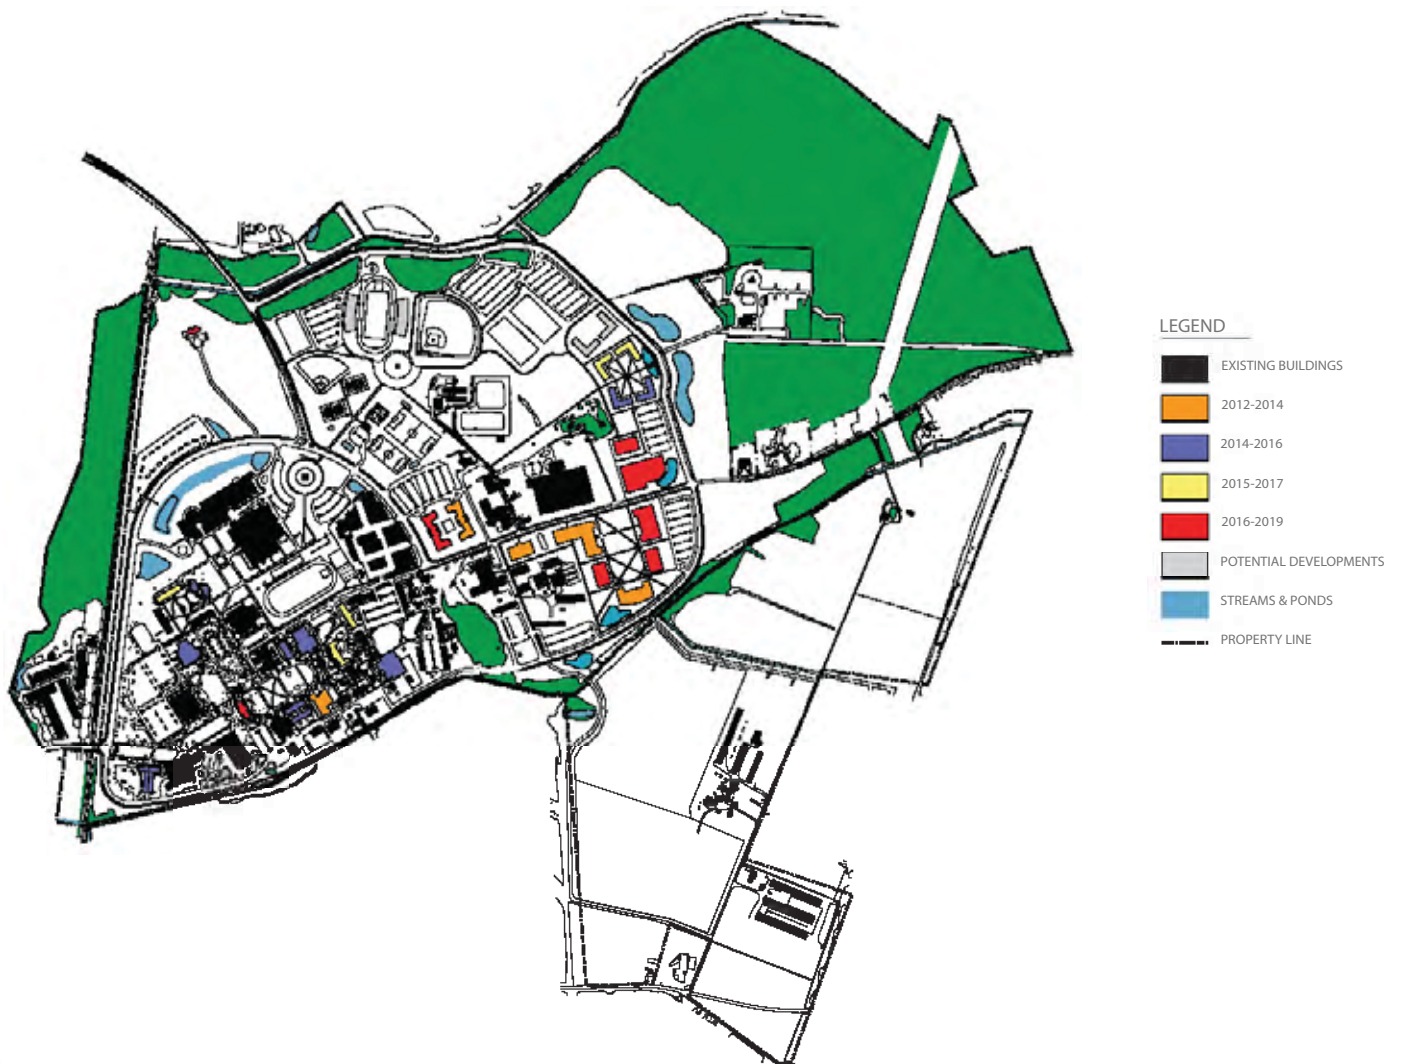 LEGEND
EXISTING BUILDINGS
2012-2014
2014-2016
2015-2017
2016-2019
POTENTIAL DEVELOPMENTS
STREAMS & PONDS
PROPERTY LINE